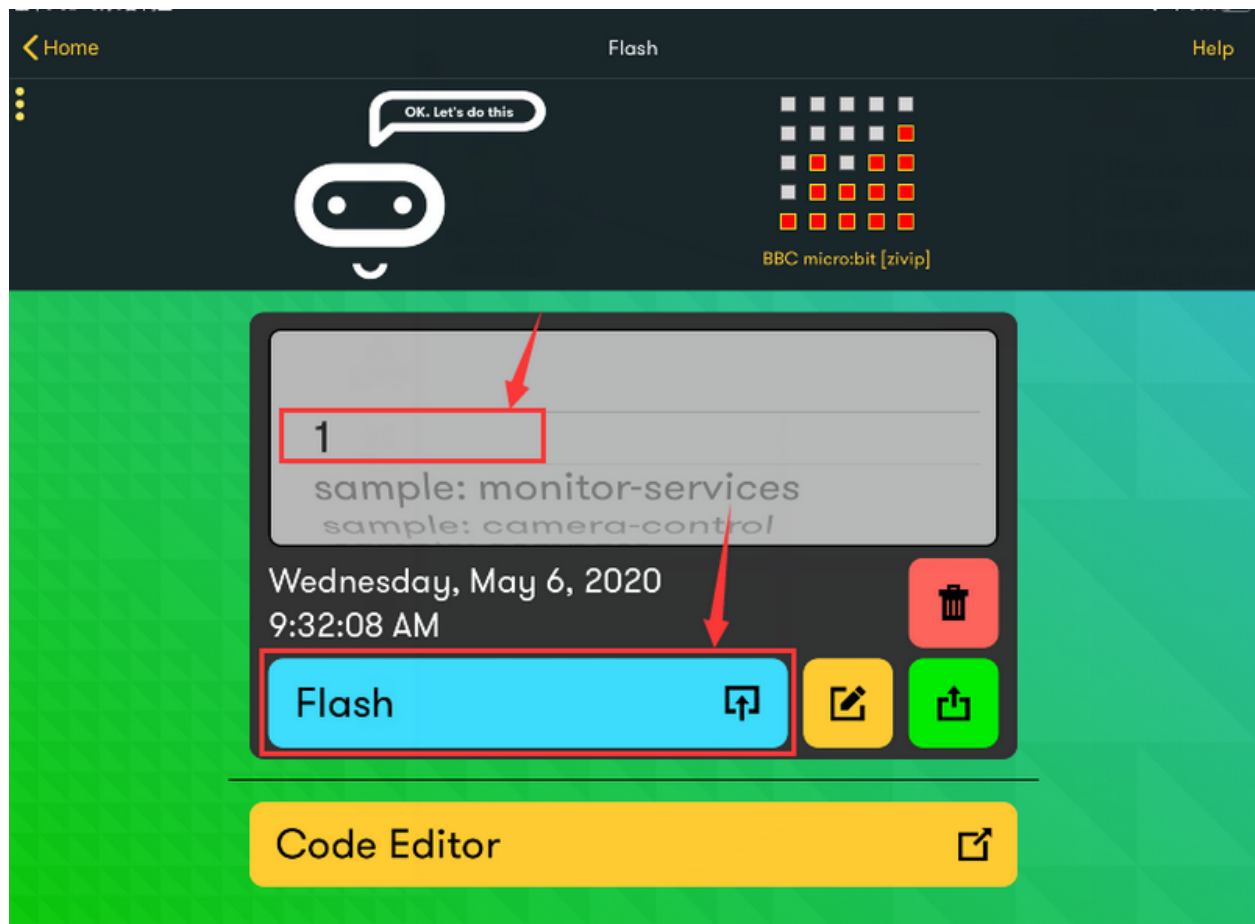 Home
Flash
Help
OK. Let's do this
BBC micro:bit [zivip]
1
sample: monitor-services
sample: camera-control
Wednesday, May 6, 2020
9:32:08 AM
Flash
Code Editor